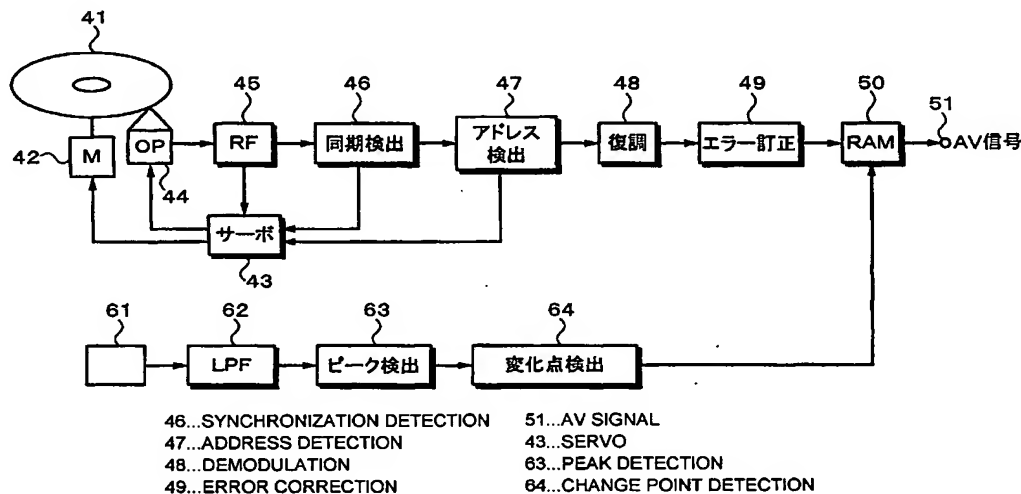 41
45
46
47
48
49
50
51
OP
RF
同期検出
アドレス
検出
復調
エラー訂正
RAM
AV信号
42
M
44
サーボ
43
61
62
63
64
LPF
ピーク検出
変化点検出
46...SYNCHRONIZATION DETECTION
47...ADDRESS DETECTION
48...DEMODULATION
49...ERROR CORRECTION
51...AV SIGNAL
43...SERVO
63...PEAK DETECTION
64...CHANGE POINT DETECTION